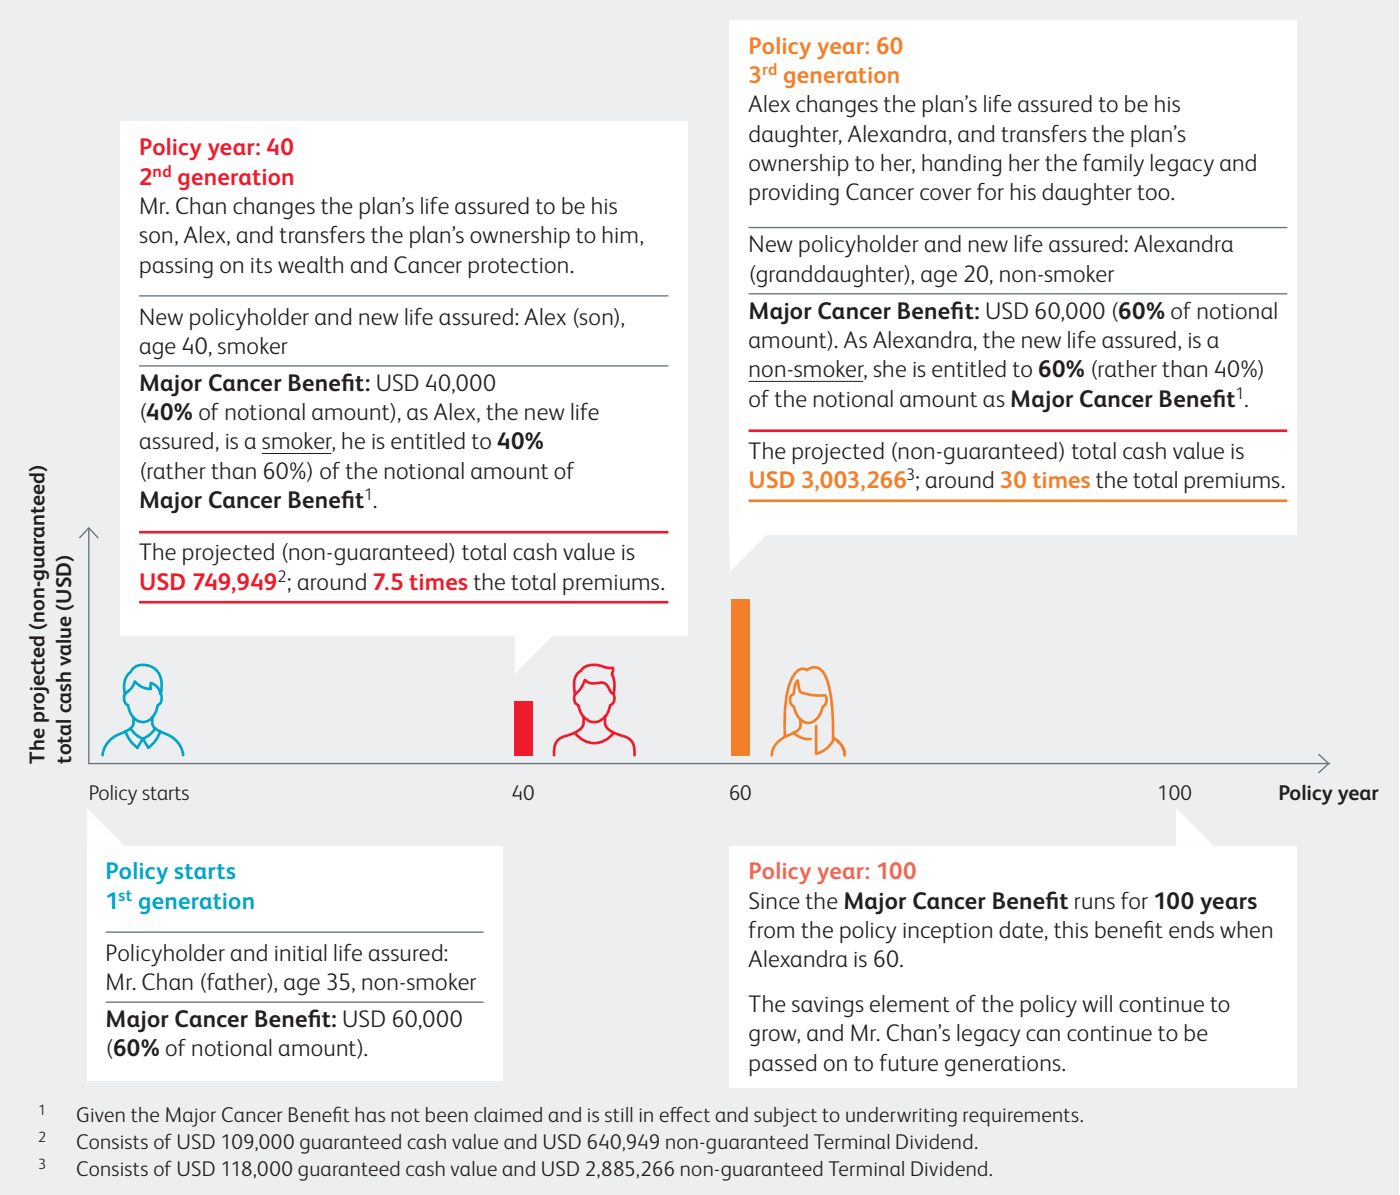 Policy year: 60
3rd generation
Alex changes the plan’s life assured to be his
daughter, Alexandra, and transfers the plan’s
ownership to her, handing her the family legacy and
providing Cancer cover for his daughter too.
New policyholder and new life assured: Alexandra
(granddaughter), age 20, non-smoker
Major Cancer Benefit: USD 60,000 (60% of notional
amount). As Alexandra, the new life assured, is a
non-smoker, she is entitled to 60% (rather than 40%)
of the notional amount as Major Cancer Benefit1.
The projected (non-guaranteed) total cash value is
USD 3,003,2663; around 30 times the total premiums.
Policy year: 40
2nd generation
Mr. Chan changes the plan’s life assured to be his
son, Alex, and transfers the plan’s ownership to him,
passing on its wealth and Cancer protection.
New policyholder and new life assured: Alex (son),
age 40, smoker
Major Cancer Benefit: USD 40,000
(40% of notional amount), as Alex, the new life
assured, is a smoker, he is entitled to 40%
(rather than 60%) of the notional amount of
Major Cancer Benefit1.
The projected (non-guaranteed) total cash value is
USD 749,9492; around 7.5 times the total premiums.
The projected (non-guaranteed)
total cash value (USD)
Policy starts
40
60
100
Policy year
Policy starts
1st generation
Policyholder and initial life assured:
Mr. Chan (father), age 35, non-smoker
Major Cancer Benefit: USD 60,000
(60% of notional amount).
Policy year: 100
Since the Major Cancer Benefit runs for 100 years
from the policy inception date, this benefit ends when
Alexandra is 60.
The savings element of the policy will continue to
grow, and Mr. Chan’s legacy can continue to be
passed on to future generations.
1 Given the Major Cancer Benefit has not been claimed and is still in effect and subject to underwriting requirements.
2 Consists of USD 109,000 guaranteed cash value and USD 640,949 non-guaranteed Terminal Dividend.
3 Consists of USD 118,000 guaranteed cash value and USD 2,885,266 non-guaranteed Terminal Dividend.